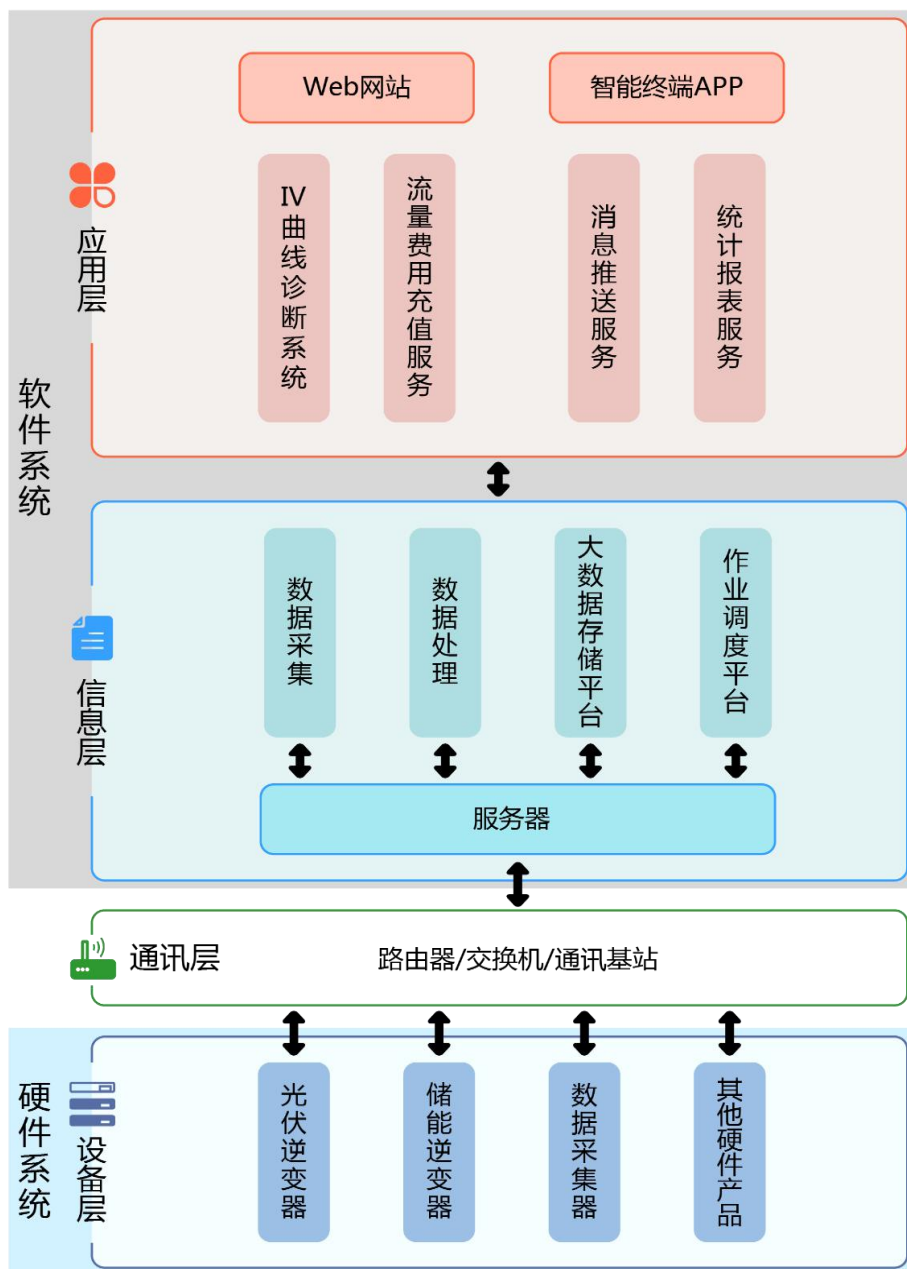 软件系统
应用层
Web网站
智能终端APP
IV曲线诊断系统
流量费用充值服务
消息推送服务
统计报表服务
信息层
数据采集
数据处理
大数据存储平台
作业调度平台
服务器
通讯层
路由器/交换机/通讯基站
硬件系统
设备层
光伏逆变器
储能逆变器
数据采集器
其他硬件产品